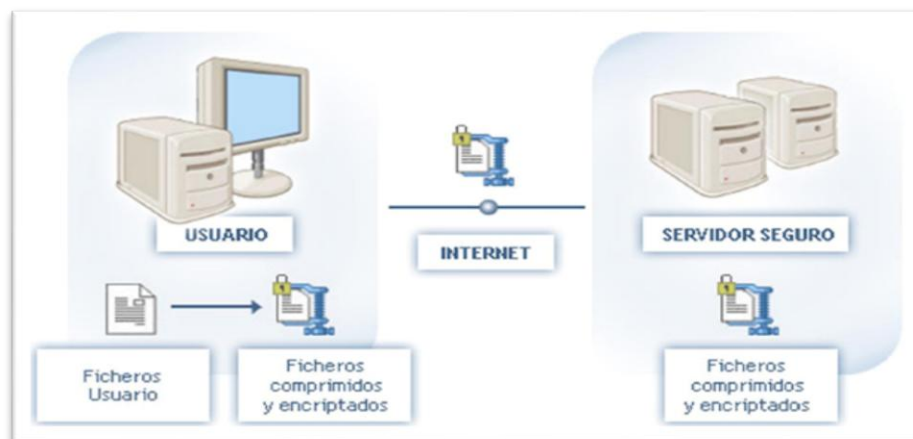 USUARIO
INTERNET
SERVIDOR SEGURO
Ficheros
Usuario
Ficheros
comprimidos
y encriptados
Ficheros
comprimidos
y encriptados